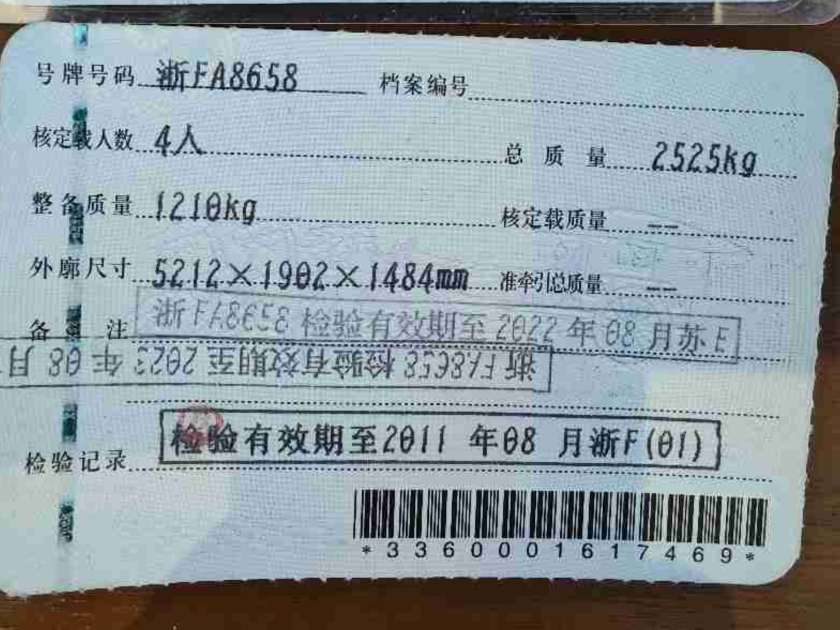 号牌号码 浙FA8658 档案编号
核定载人数 4人 总质量 2525kg
整备质量 1210kg 核定载质量 --
外廓尺寸 5212×1902×1484mm 准牵引总质量 --
备注 浙FA8658 检验有效期至2022年08月苏E
浙FA8658 检验有效期至2023年08月
检验记录 检验有效期至2011年08月浙F(01)
*3360001617469*